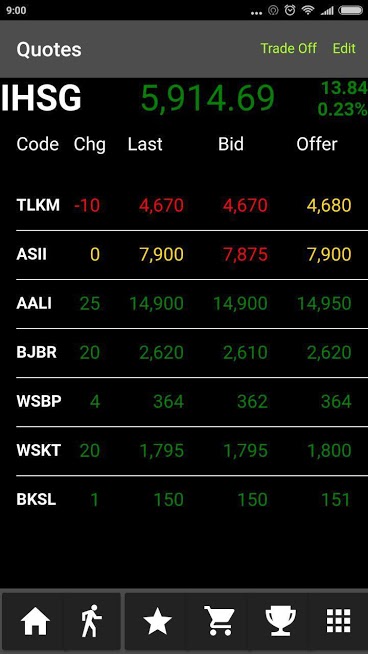 9:00
Quotes Trade Off Edit
IHSG 5,914.69 13.84
0.23%
Code Chg Last Bid Offer
TLKM -10 4,670 4,670 4,680
ASII 0 7,900 7,875 7,900
AALI 25 14,900 14,900 14,950
BJBR 20 2,620 2,610 2,620
WSBP 4 364 362 364
WSKT 20 1,795 1,795 1,800
BKSL 1 150 150 151